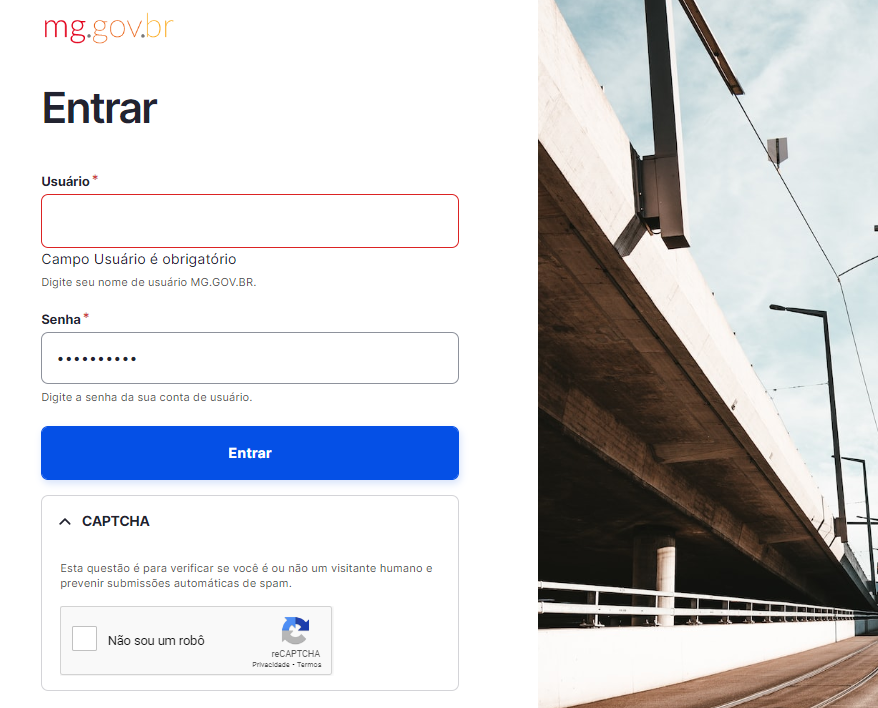 mg.gov.br
Entrar
Usuário *
Campo Usuário é obrigatório
Digite seu nome de usuário MG.GOV.BR.
Senha *
••••••••••
Digite a senha da sua conta de usuário.
Entrar
CAPTCHA
Esta questão é para verificar se você é ou não um visitante humano e
prevenir submissões automáticas de spam.
Não sou um robô
reCAPTCHA
Privacidade • Termos